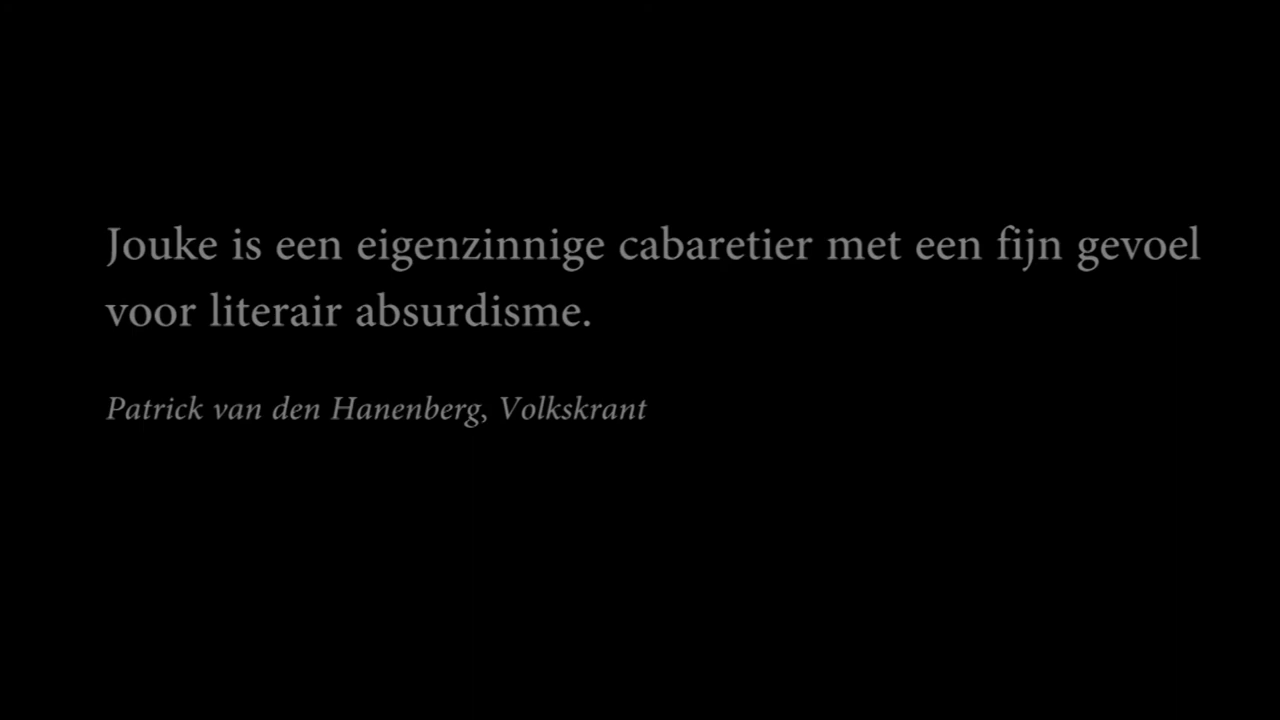 Jouke is een eigenzinnige cabaretier met een fijn gevoel
voor literair absurdisme.
Patrick van den Hanenberg, Volkskrant